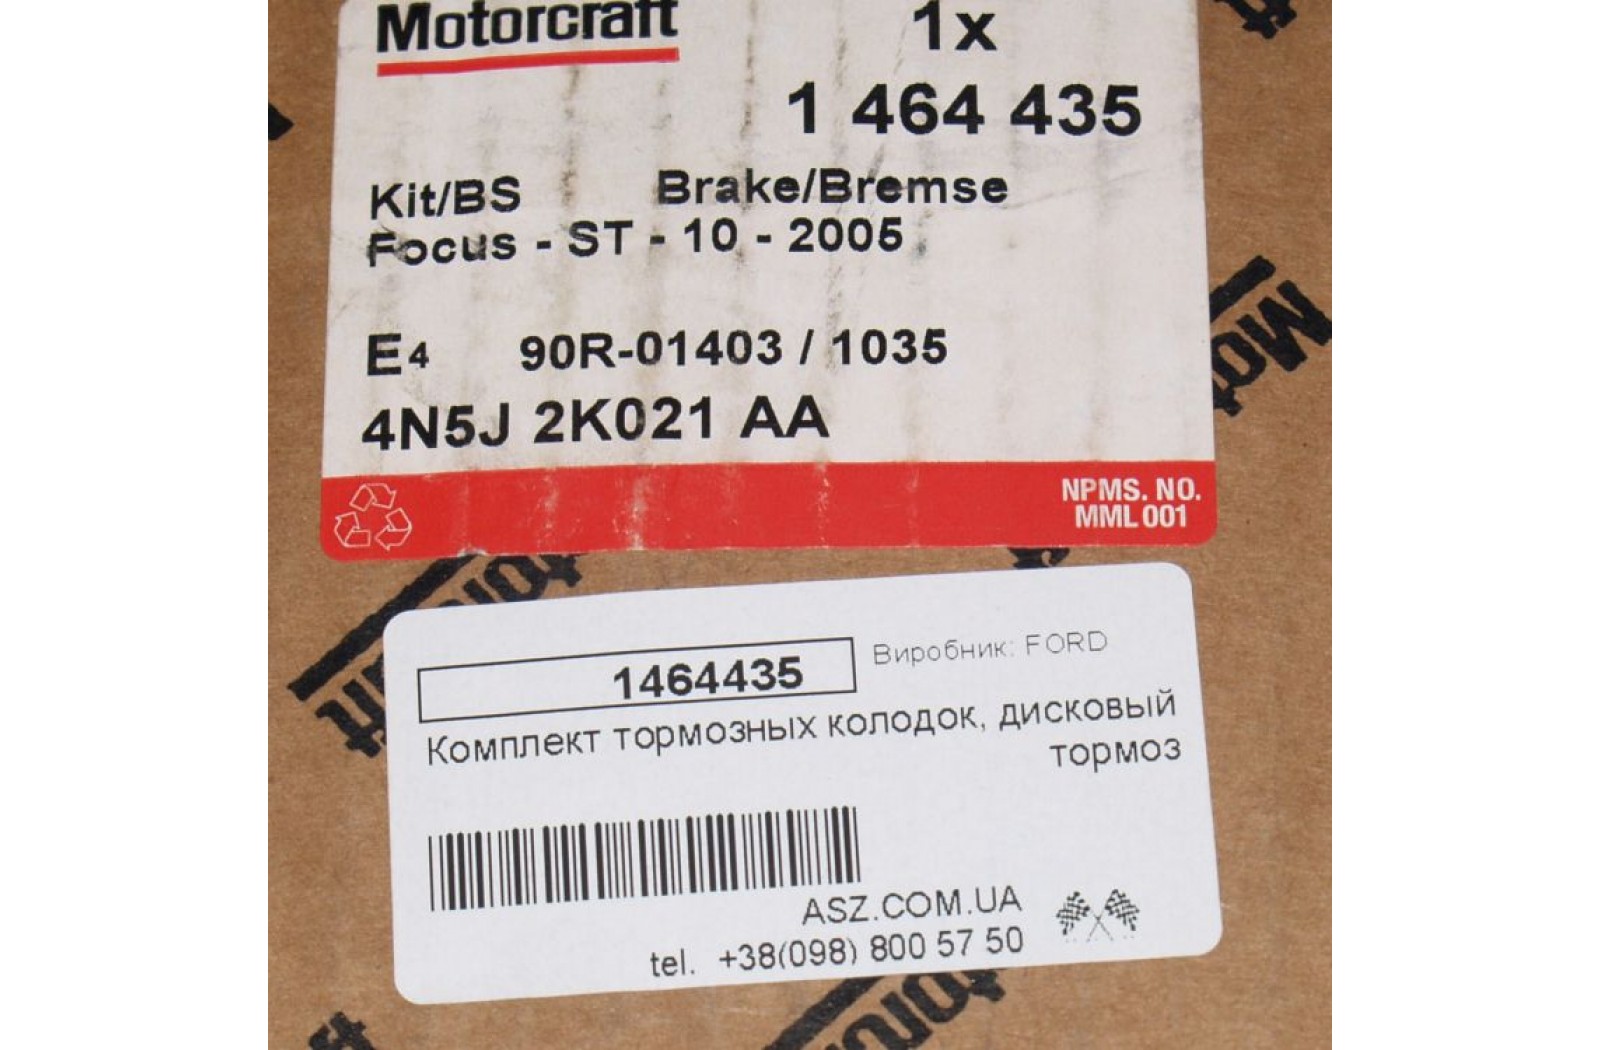 Motorcraft
1x
1 464 435
Kit/BS Brake/Bremse
Focus - ST - 10 - 2005
E4 90R-01403 / 1035
4N5J 2K021 AA
NPMS. NO.
MML 001
1464435
Виробник: FORD
Комплект тормозных колодок, дисковый
тормоз
ASZ.COM.UA
tel. +38(098) 800 57 50